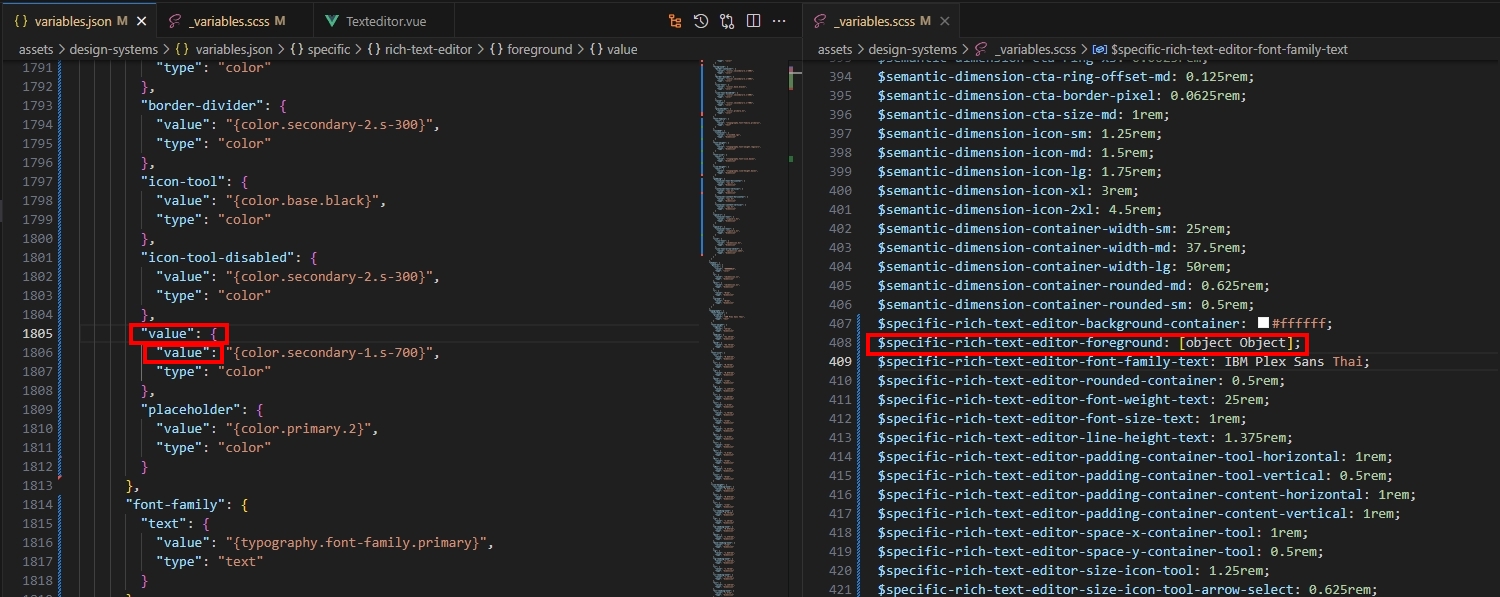 {} variables.json M ×
_variables.scss M
Texteditor.vue
assets > design-systems > {} variables.json > {} specific > {} rich-text-editor > {} foreground > {} value
1791 "type": "color"
1792 },
1793 "border-divider": {
1794 "value": "{color.secondary-2.s-300}",
1795 "type": "color"
1796 },
1797 "icon-tool": {
1798 "value": "{color.base.black}",
1799 "type": "color"
1800 },
1801 "icon-tool-disabled": {
1802 "value": "{color.secondary-2.s-300}",
1803 "type": "color"
1804 },
1805 "value": {
1806 "value": "{color.secondary-1.s-700}",
1807 "type": "color"
1808 },
1809 "placeholder": {
1810 "value": "{color.primary.2}",
1811 "type": "color"
1812 }
1813 },
1814 "font-family": {
1815 "text": {
1816 "value": "{typography.font-family.primary}",
1817 "type": "text"
1818 }
_variables.scss M ×
assets > design-systems > _variables.scss > $specific-rich-text-editor-font-family-text
394 $semantic-dimension-cta-ring-offset-md: 0.125rem;
395 $semantic-dimension-cta-border-pixel: 0.0625rem;
396 $semantic-dimension-cta-size-md: 1rem;
397 $semantic-dimension-icon-sm: 1.25rem;
398 $semantic-dimension-icon-md: 1.5rem;
399 $semantic-dimension-icon-lg: 1.75rem;
400 $semantic-dimension-icon-xl: 3rem;
401 $semantic-dimension-icon-2xl: 4.5rem;
402 $semantic-dimension-container-width-sm: 25rem;
403 $semantic-dimension-container-width-md: 37.5rem;
404 $semantic-dimension-container-width-lg: 50rem;
405 $semantic-dimension-container-rounded-md: 0.625rem;
406 $semantic-dimension-container-rounded-sm: 0.5rem;
407 $specific-rich-text-editor-background-container: #ffffff;
408 $specific-rich-text-editor-foreground: [object Object];
409 $specific-rich-text-editor-font-family-text: IBM Plex Sans Thai;
410 $specific-rich-text-editor-rounded-container: 0.5rem;
411 $specific-rich-text-editor-font-weight-text: 25rem;
412 $specific-rich-text-editor-font-size-text: 1rem;
413 $specific-rich-text-editor-line-height-text: 1.375rem;
414 $specific-rich-text-editor-padding-container-tool-horizontal: 1rem;
415 $specific-rich-text-editor-padding-container-tool-vertical: 0.5rem;
416 $specific-rich-text-editor-padding-container-content-horizontal: 1rem;
417 $specific-rich-text-editor-padding-container-content-vertical: 1rem;
418 $specific-rich-text-editor-space-x-container-tool: 1rem;
419 $specific-rich-text-editor-space-y-container-tool: 0.5rem;
420 $specific-rich-text-editor-size-icon-tool: 1.25rem;
421 $specific-rich-text-editor-size-icon-tool-arrow-select: 0.625rem;